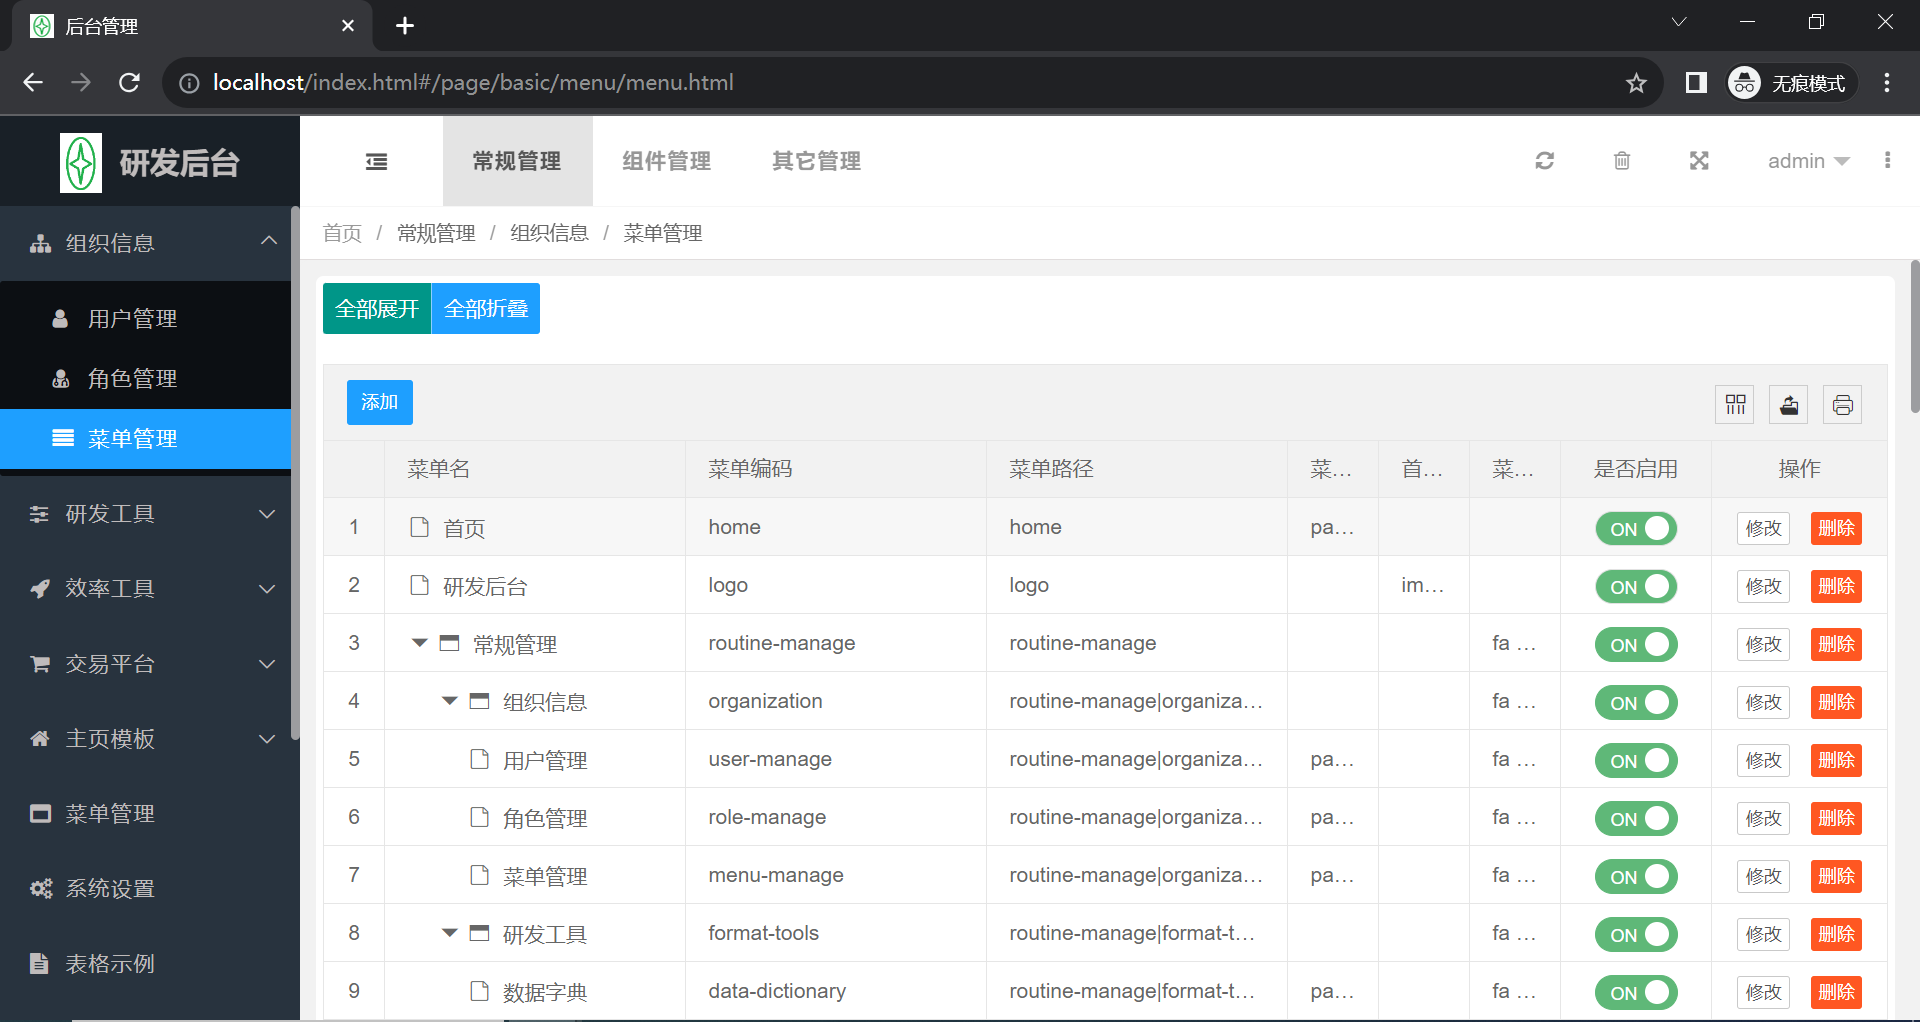 后台管理
localhost/index.html#/page/basic/menu/menu.html
无痕模式
研发后台
常规管理 组件管理 其它管理
admin
首页 / 常规管理 / 组织信息 / 菜单管理
组织信息
用户管理
角色管理
菜单管理
研发工具
效率工具
交易平台
主页模板
菜单管理
系统设置
表格示例
全部展开 全部折叠
添加
菜单名 菜单编码 菜单路径 菜... 首... 菜... 是否启用 操作
1 首页 home home pa... ON 修改 删除
2 研发后台 logo logo im... ON 修改 删除
3 常规管理 routine-manage routine-manage fa ... ON 修改 删除
4 组织信息 organization routine-manage|organiza... fa ... ON 修改 删除
5 用户管理 user-manage routine-manage|organiza... pa... fa ... ON 修改 删除
6 角色管理 role-manage routine-manage|organiza... pa... fa ... ON 修改 删除
7 菜单管理 menu-manage routine-manage|organiza... pa... fa ... ON 修改 删除
8 研发工具 format-tools routine-manage|format-t... fa ... ON 修改 删除
9 数据字典 data-dictionary routine-manage|format-t... pa... fa ... ON 修改 删除